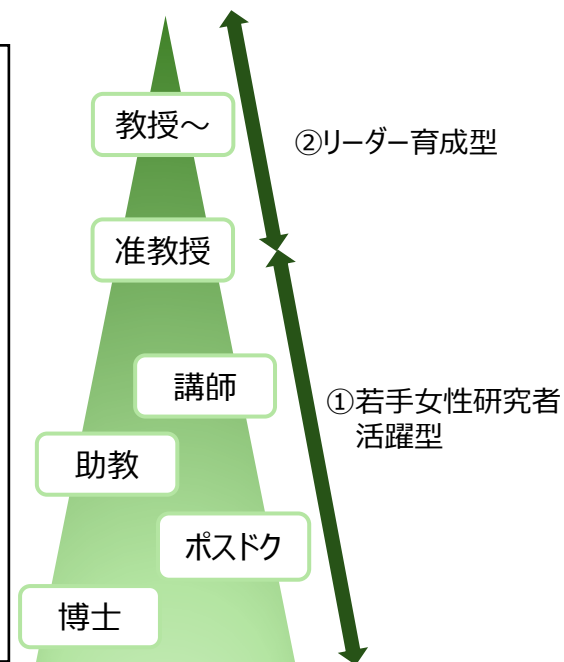 教授～
②リーダー育成型
准教授
講師
①若手女性研究者
活躍型
助教
ポスドク
博士